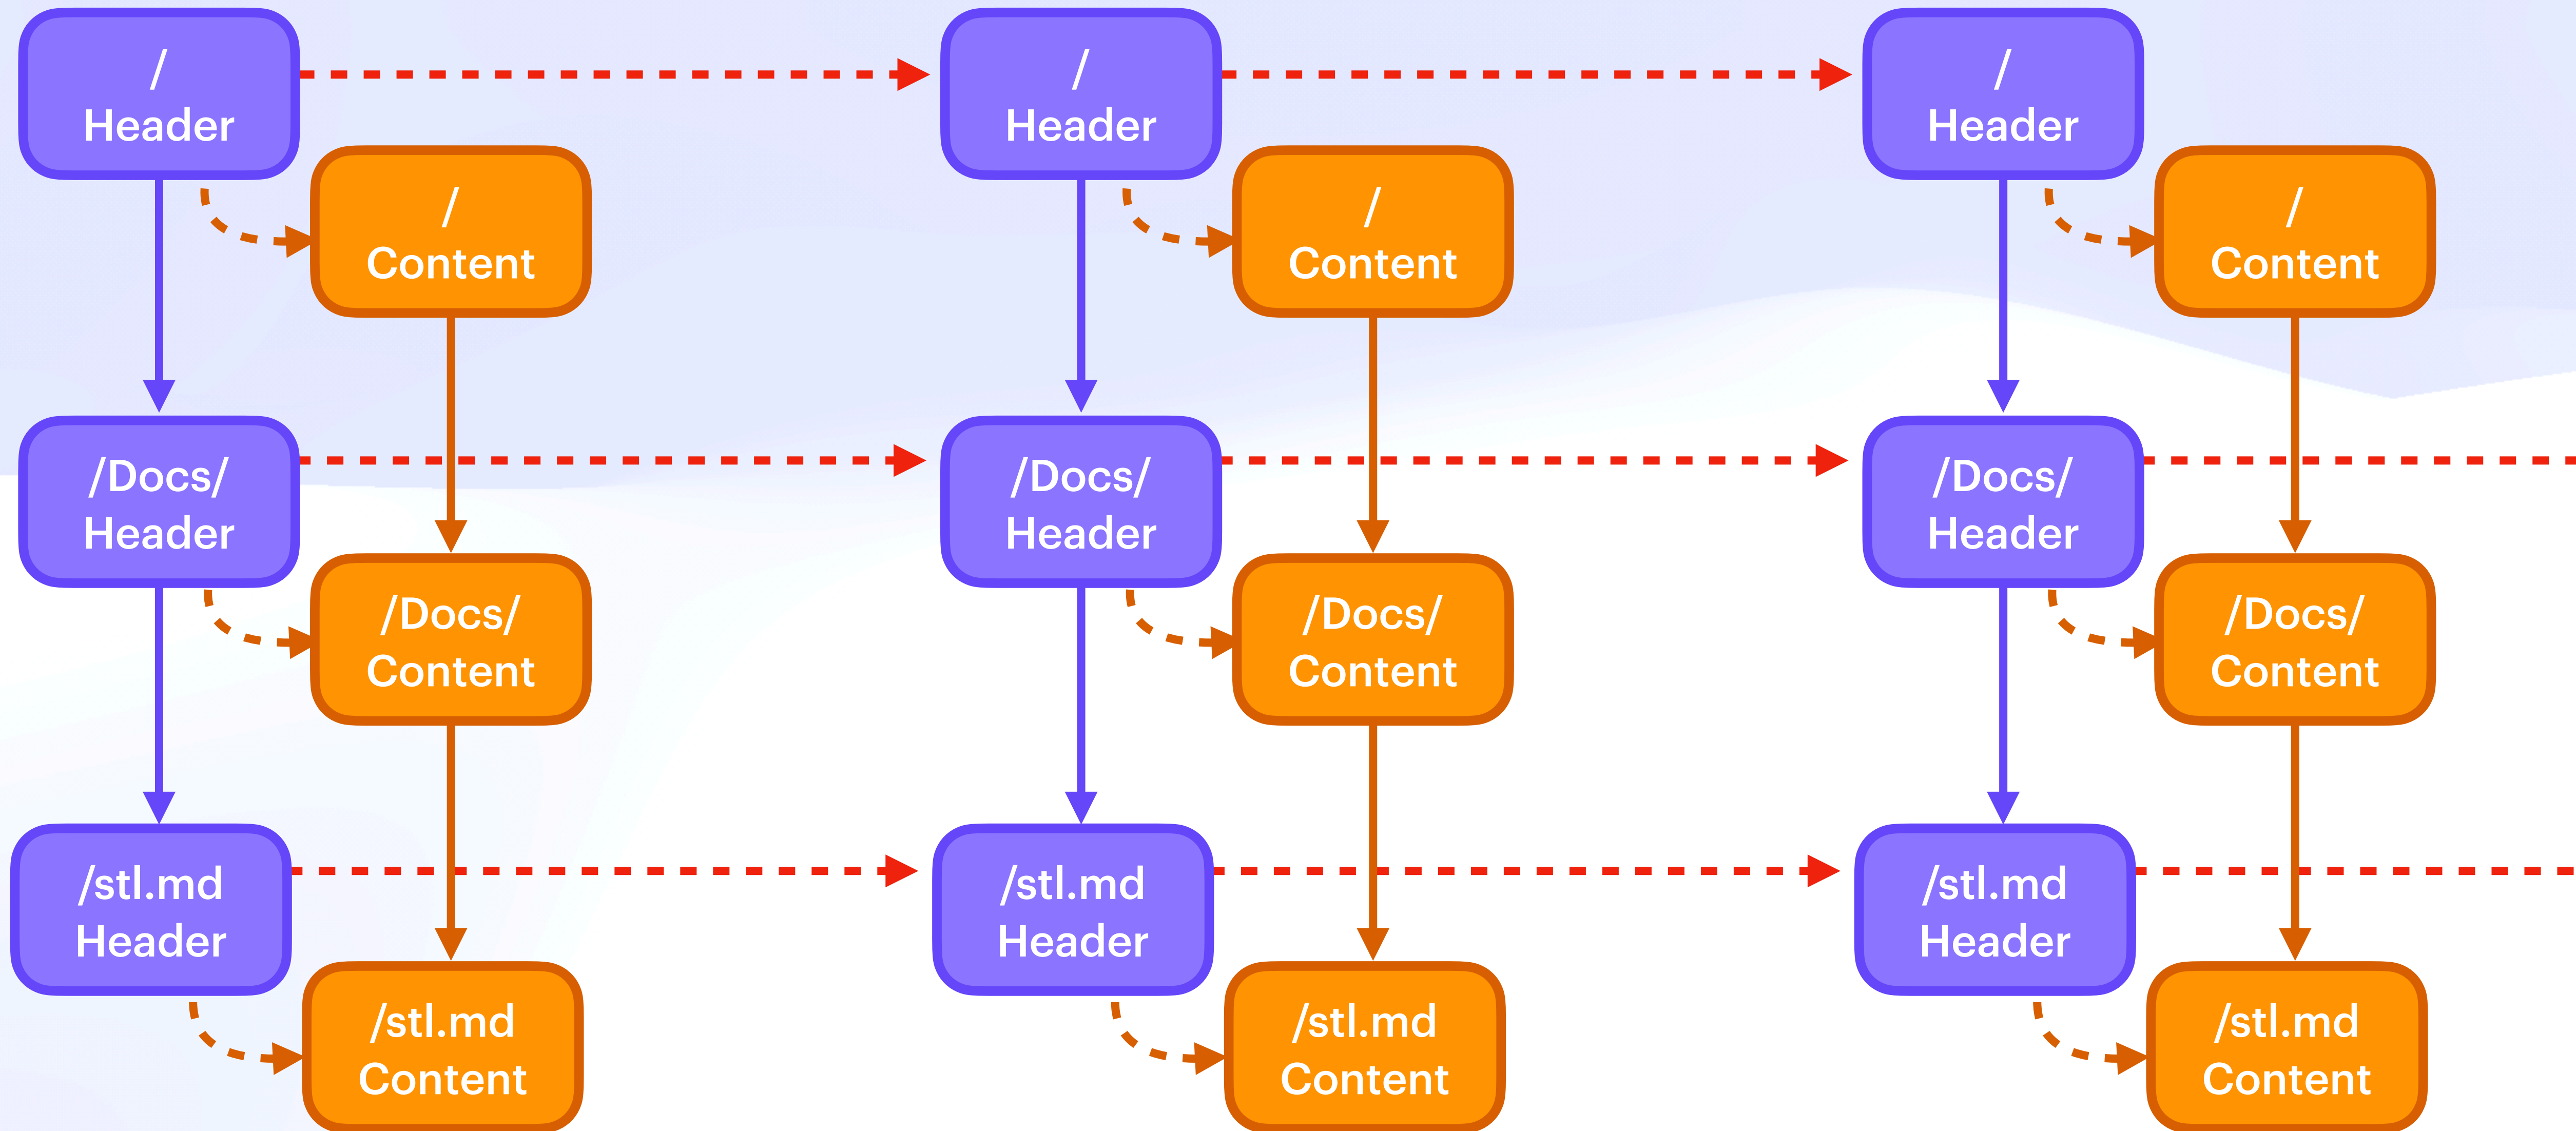 /
Header
/
Content
/
Header
/
Content
/
Header
/
Content
/Docs/
Header
/Docs/
Content
/Docs/
Header
/Docs/
Content
/Docs/
Header
/Docs/
Content
/stl.md
Header
/stl.md
Content
/stl.md
Header
/stl.md
Content
/stl.md
Header
/stl.md
Content